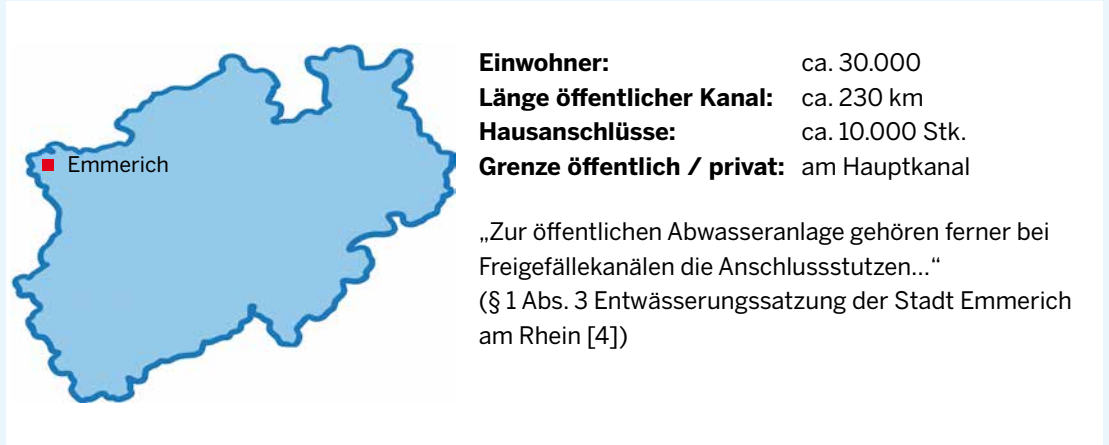 Emmerich
Einwohner: ca. 30.000
Länge öffentlicher Kanal: ca. 230 km
Hausanschlüsse: ca. 10.000 Stk.
Grenze öffentlich / privat: am Hauptkanal
„Zur öffentlichen Abwasseranlage gehören ferner bei
Freigefällekanälen die Anschlussstutzen...“
(§ 1 Abs. 3 Entwässerungssatzung der Stadt Emmerich
am Rhein [4])